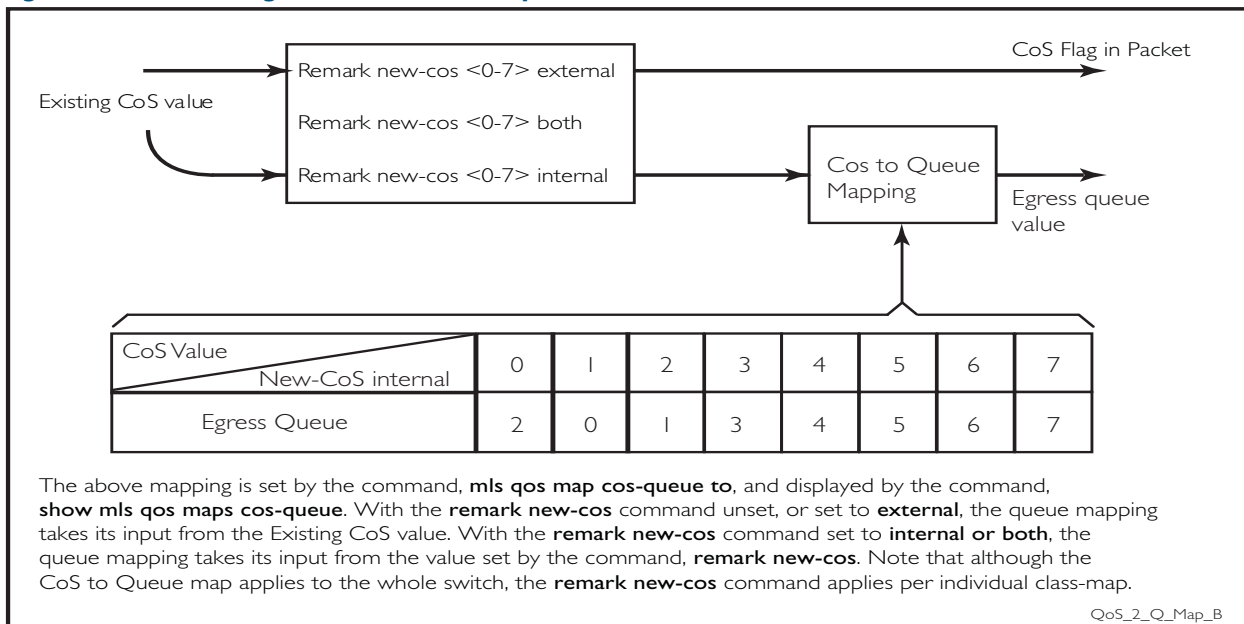 CoS Flag in Packet
Remark new-cos <0-7> external
Existing CoS value
Remark new-cos <0-7> both
Cos to Queue
Mapping
Remark new-cos <0-7> internal
Egress queue
value
CoS Value
New-CoS internal
0 1 2 3 4 5 6 7
Egress Queue
2 0 1 3 4 5 6 7
The above mapping is set by the command, mls qos map cos-queue to, and displayed by the command,
show mls qos maps cos-queue. With the remark new-cos command unset, or set to external, the queue mapping
takes its input from the Existing CoS value. With the remark new-cos command set to internal or both, the
queue mapping takes its input from the value set by the command, remark new-cos. Note that although the
CoS to Queue map applies to the whole switch, the remark new-cos command applies per individual class-map.
QoS_2_Q_Map_B